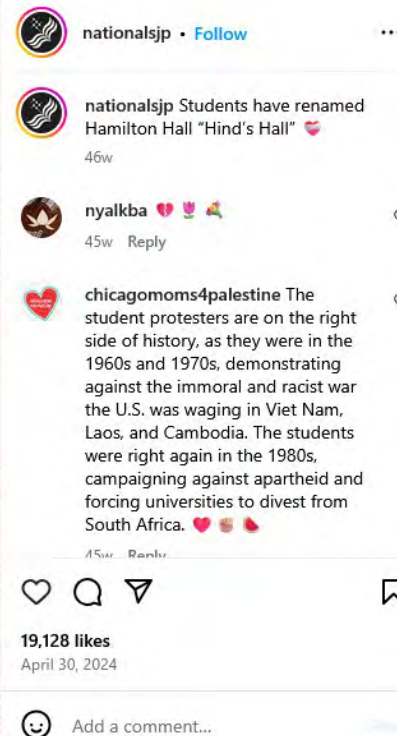 nationalsjp • Follow
nationalsjp Students have renamed
Hamilton Hall “Hind's Hall” 💝
46w
nyalkba 💔 🌷 💐
45w Reply
chicagomoms4palestine The
student protesters are on the right
side of history, as they were in the
1960s and 1970s, demonstrating
against the immoral and racist war
the U.S. was waging in Viet Nam,
Laos, and Cambodia. The students
were right again in the 1980s,
campaigning against apartheid and
forcing universities to divest from
South Africa. ❤️ ✊🏽 🍉
45w Reply
19,128 likes
April 30, 2024
Add a comment...